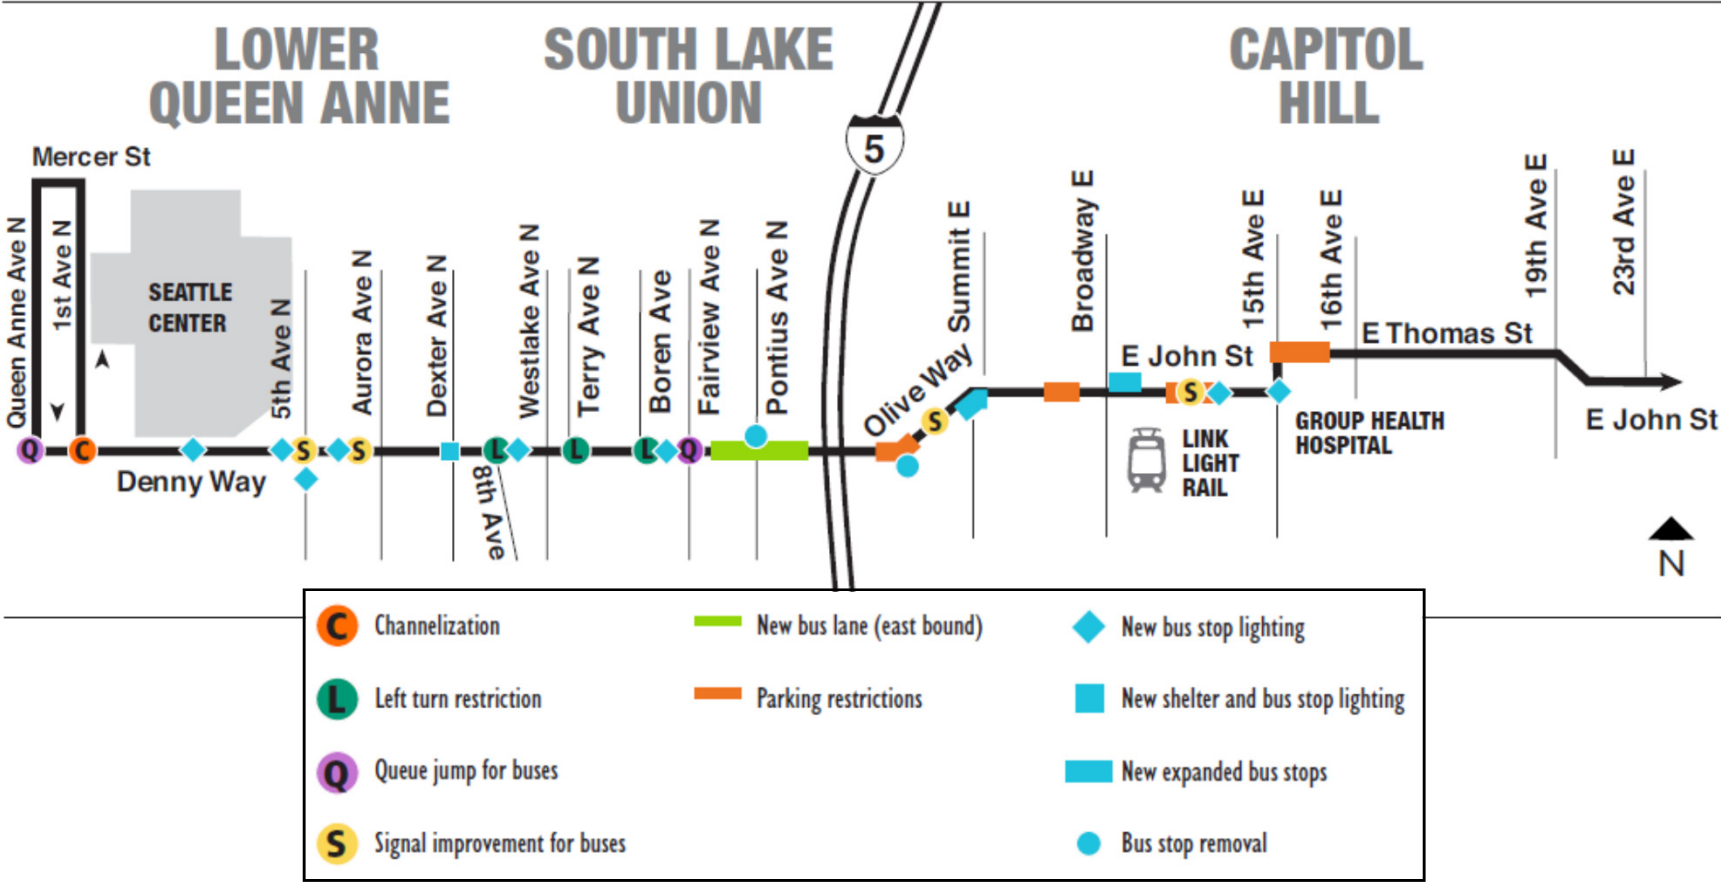 LOWER
QUEEN ANNE
SOUTH LAKE
UNION
CAPITOL
HILL
5
Mercer St
Queen Anne Ave N
1st Ave N
SEATTLE
CENTER
5th Ave N
Aurora Ave N
Dexter Ave N
8th Ave
Westlake Ave N
Terry Ave N
Boren Ave
Fairview Ave N
Pontius Ave N
Olive Way
Summit E
Broadway E
E John St
15th Ave E
16th Ave E
E Thomas St
19th Ave E
23rd Ave E
E John St
GROUP HEALTH
HOSPITAL
LINK
LIGHT
RAIL
Q
C
S
S
L
L
L
Q
S
S
Denny Way
N
C Channelization
L Left turn restriction
Q Queue jump for buses
S Signal improvement for buses
New bus lane (east bound)
Parking restrictions
New bus stop lighting
New shelter and bus stop lighting
New expanded bus stops
Bus stop removal